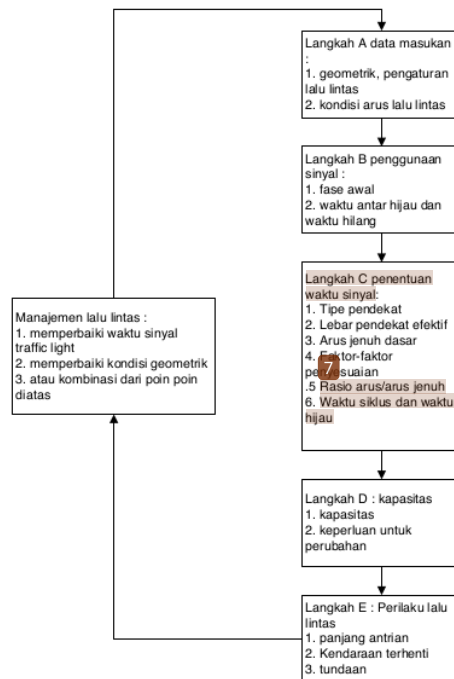 Langkah A data masukan
:
1. geometrik, pengaturan
lalu lintas
2. kondisi arus lalu lintas
Langkah B penggunaan
sinyal :
1. fase awal
2. waktu antar hijau dan
waktu hilang
Langkah C penentuan
waktu sinyal:
1. Tipe pendekat
2. Lebar pendekat efektif
3. Arus jenuh dasar
4. Faktor-faktor
penyesuaian
7
.5 Rasio arus/arus jenuh
6. Waktu siklus dan waktu
hijau
Manajemen lalu lintas :
1. memperbaiki waktu sinyal
traffic light
2. memperbaiki kondisi geometrik
3. atau kombinasi dari poin poin
diatas
Langkah D : kapasitas
1. kapasitas
2. keperluan untuk
perubahan
Langkah E : Perilaku lalu
lintas
1. panjang antrian
2. Kendaraan terhenti
3. tundaan